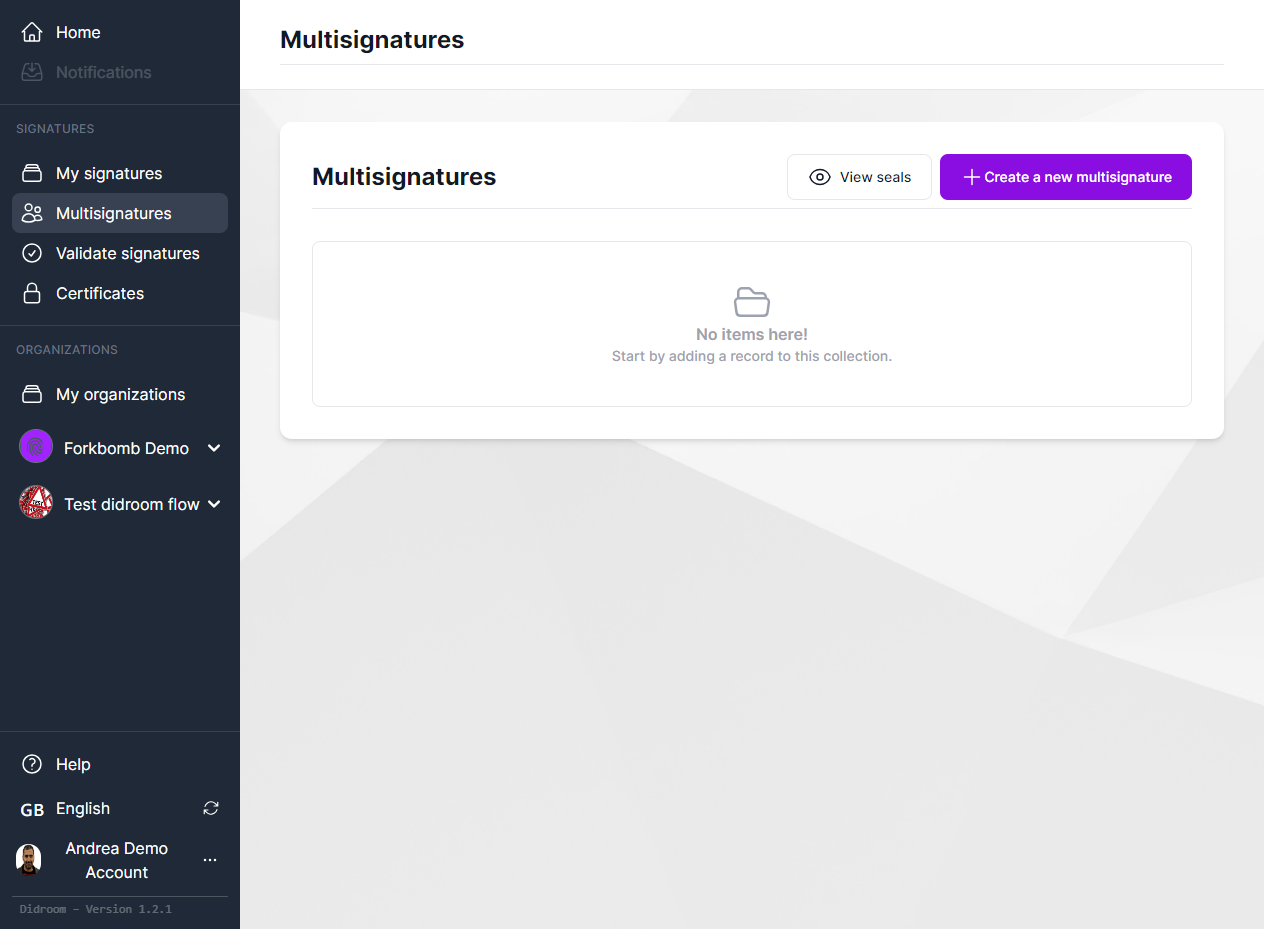 Home
Notifications
SIGNATURES
My signatures
Multisignatures
Validate signatures
Certificates
ORGANIZATIONS
My organizations
Forkbomb Demo
Test didroom flow
Help
GB English
Andrea Demo
Account
Didroom – Version 1.2.1
Multisignatures
Multisignatures
View seals
Create a new multisignature
No items here!
Start by adding a record to this collection.